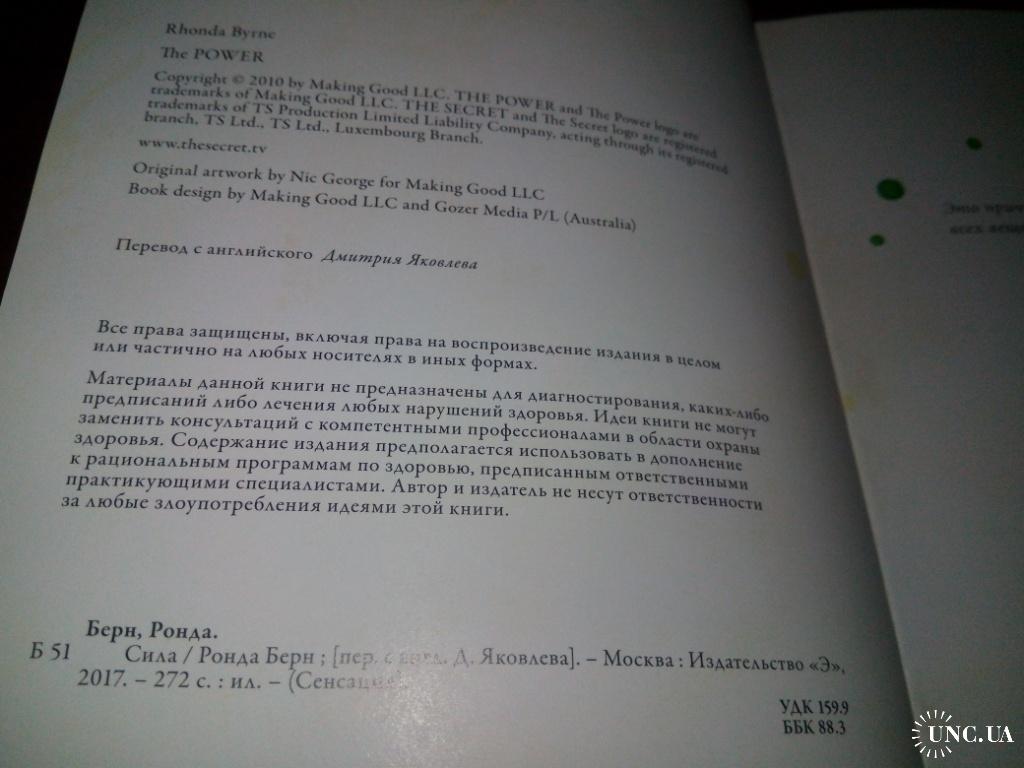 Rhonda Byrne
The POWER
Copyright © 2010 by Making Good LLC. THE POWER and The Power logo are
trademarks of Making Good LLC. THE SECRET and The Secret logo are registered
trademarks of TS Production Limited Liability Company, acting through its registered
branch, TS Ltd., TS Ltd., Luxembourg Branch.
www.thesecret.tv
Original artwork by Nic George for Making Good LLC
Book design by Making Good LLC and Gozer Media P/L (Australia)
Перевод с английского Дмитрия Яковлева
Все права защищены, включая права на воспроизведение издания в целом
или частично на любых носителях в иных формах.
Материалы данной книги не предназначены для диагностирования, каких-либо
предписаний либо лечения любых нарушений здоровья. Идеи книги не могут
заменить консультаций с компетентными профессионалами в области охраны
здоровья. Содержание издания предполагается использовать в дополнение
к рациональным программам по здоровью, предписанным ответственными
практикующими специалистами. Автор и издатель не несут ответственности
за любые злоупотребления идеями этой книги.
Берн, Ронда.
Б 51 Сила / Ронда Берн ; [пер. с англ. Д. Яковлева]. – Москва : Издательство «Э»,
2017. – 272 с. : ил. – (Сенсация).
УДК 159.9
ББК 88.3
Это
всех
UNC.UA